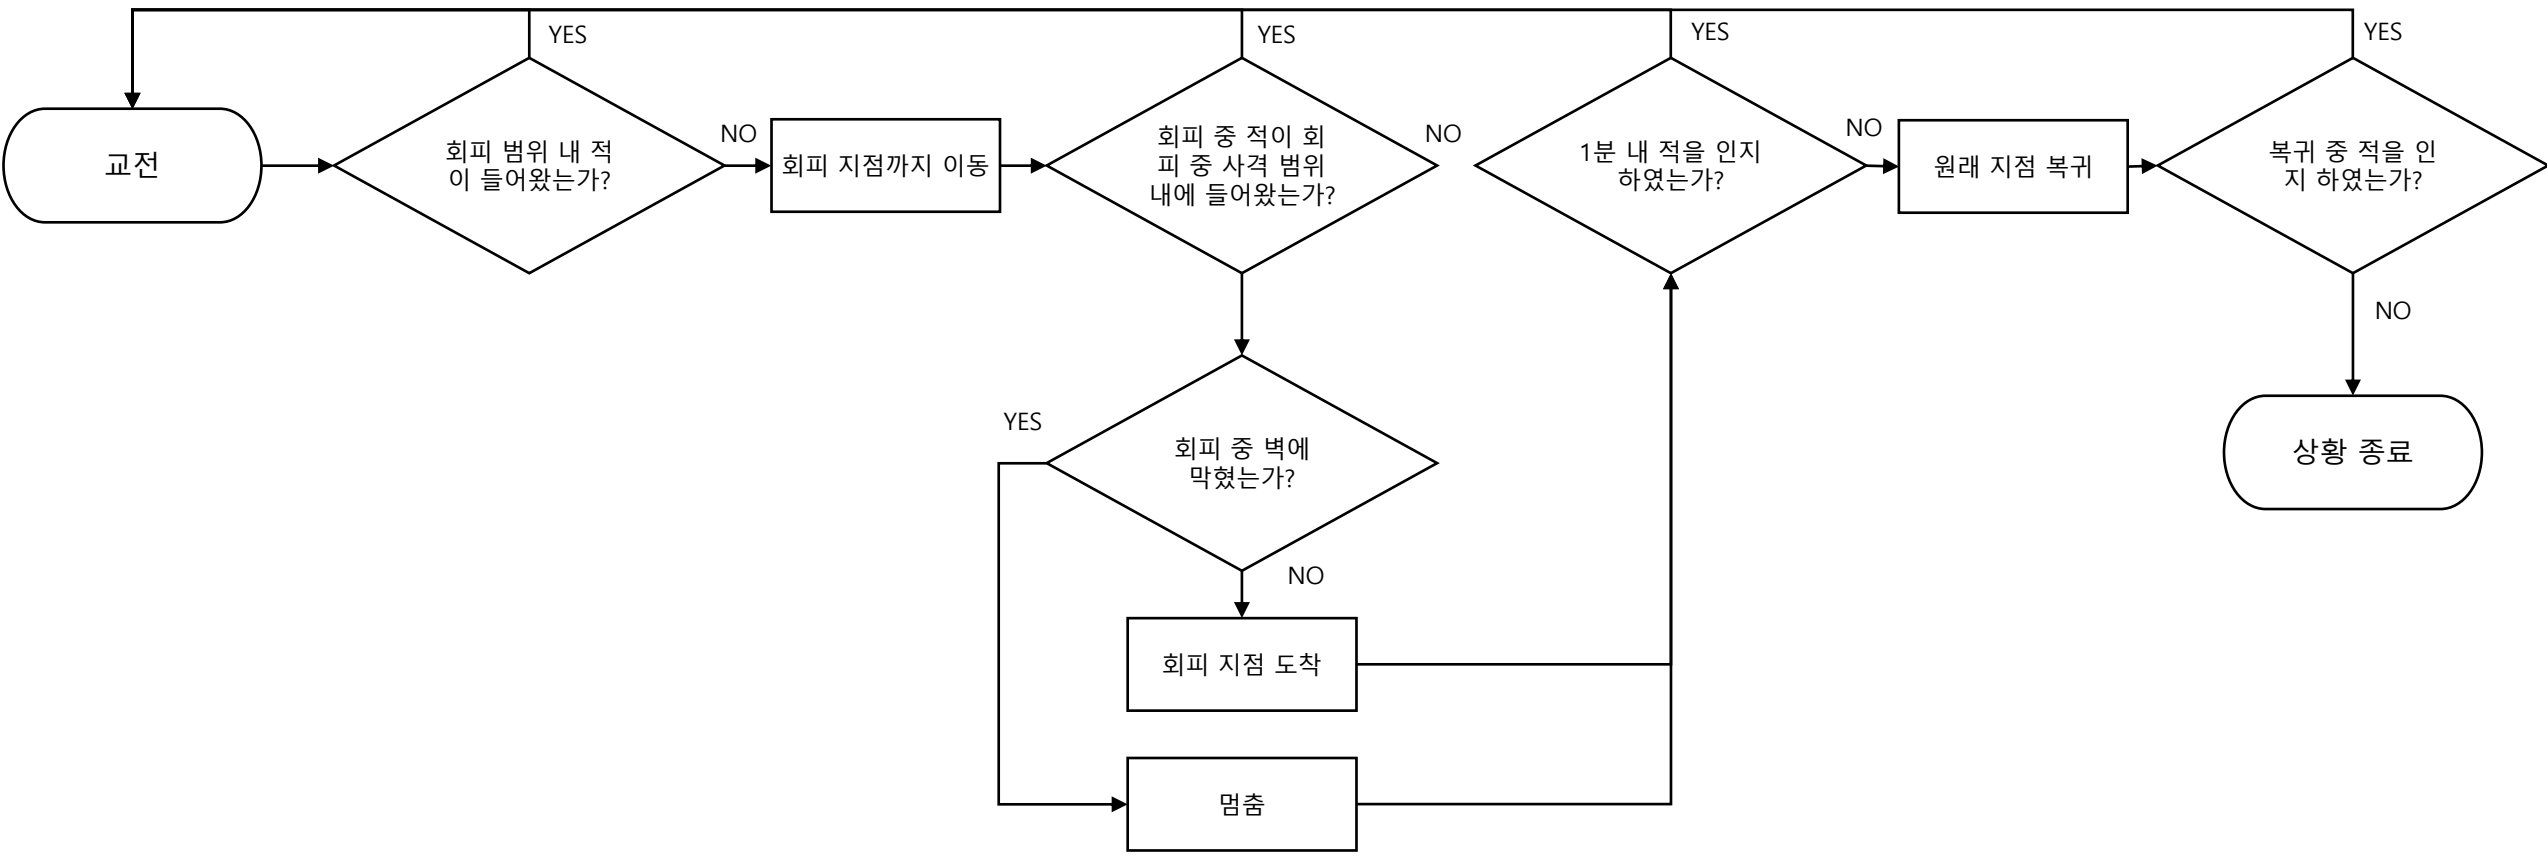 YES
YES
YES
YES
교전
회피 범위 내 적
이 들어왔는가?
NO
회피 지점까지 이동
회피 중 적이 회
피 중 사격 범위
내에 들어왔는가?
NO
1분 내 적을 인지
하였는가?
NO
원래 지점 복귀
복귀 중 적을 인
지 하였는가?
NO
상황 종료
YES
회피 중 벽에
막혔는가?
NO
회피 지점 도착
멈춤